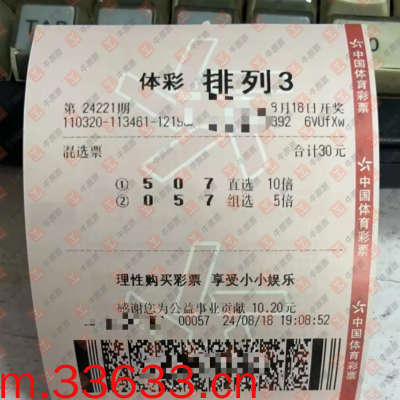 TAB
体彩 排列3
第 24221期 8月18日开奖
110320-113461-1219 392 6VUfXw
混选票 合计30元
① 5 0 7 直选 10倍
② 0 5 7 组选 5倍
理性购买彩票 享受小小娱乐
感谢您为公益事业贡献 10.20元
00057 24/08/18 19:08:52
中国体育彩票
中国体育彩票
中国体育彩票
m.33633.cn